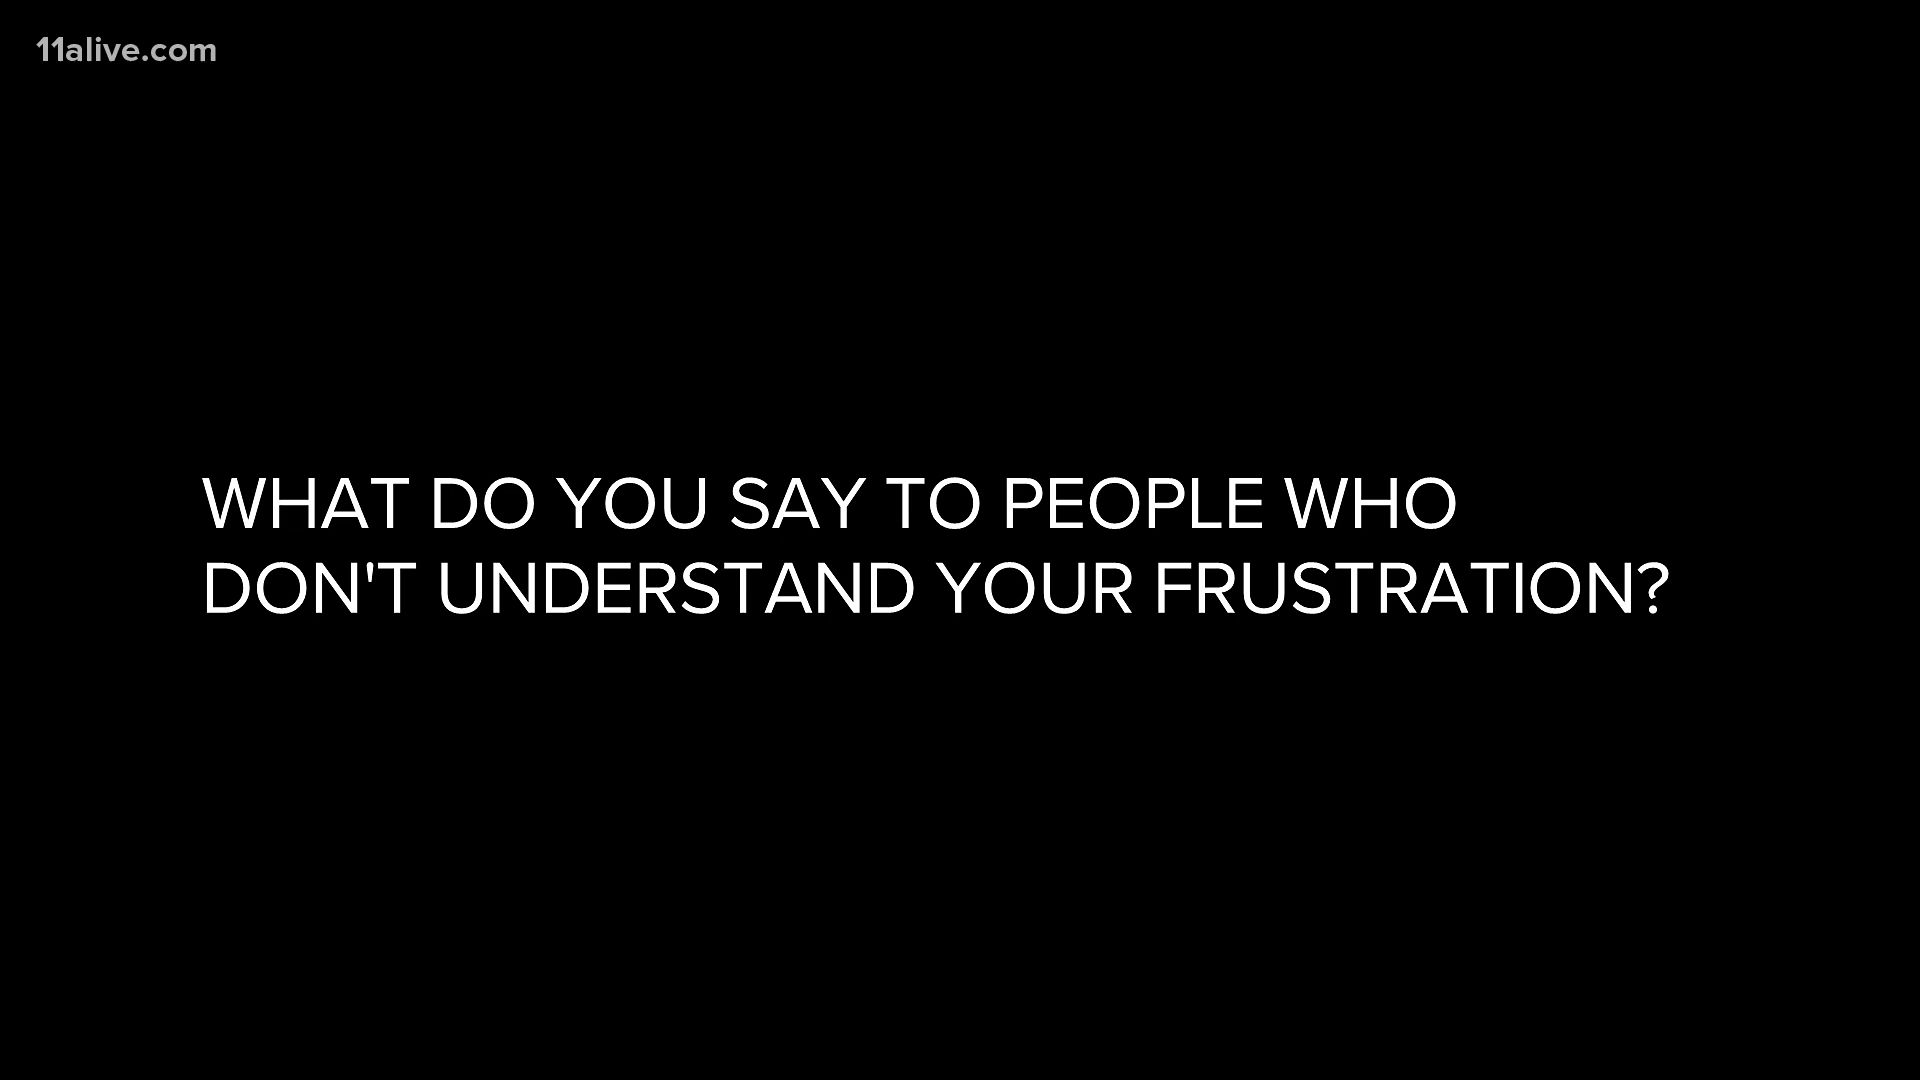 11alive.com
WHAT DO YOU SAY TO PEOPLE WHO
DON'T UNDERSTAND YOUR FRUSTRATION?